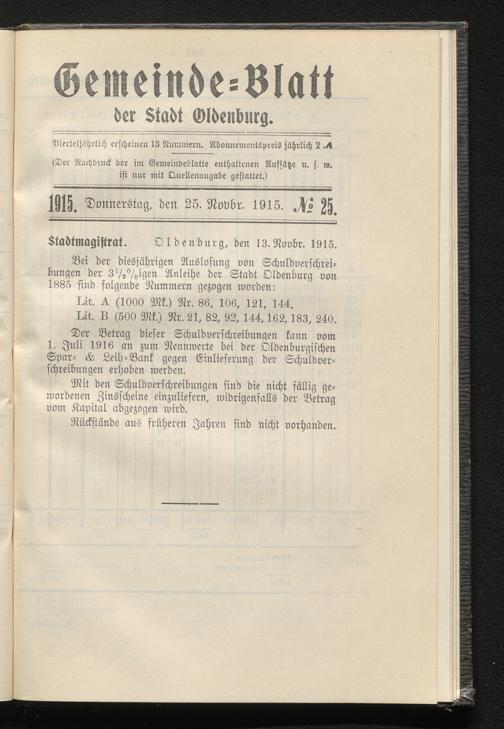 Gemeinde=Blatt
der Stadt Oldenburg.
Vierteljährlich erscheinen 13 Nummern. Abonnementspreis jährlich 2 ℳ
(Der Nachdruck der im Gemeindeblatte enthaltenen Aufsätze u. s. w.
ist nur mit Quellenangabe gestattet.)
1915. Donnerstag, den 25. Novbr. 1915. № 25.
Stadtmagistrat. Oldenburg, den 13. Novbr. 1915.
Bei der diesjährigen Auslosung von Schuldverschrei=
bungen der 3½%igen Anleihe der Stadt Oldenburg von
1885 sind folgende Nummern gezogen worden:
Lit. A (1000 Mk.) Nr. 86, 106, 121, 144.
Lit. B (500 Mk.) Nr. 21, 82, 92, 144, 162, 183, 240.
Der Betrag dieser Schuldverschreibungen kann vom
1. Juli 1916 an zum Nennwerte bei der Oldenburgischen
Spar= & Leih=Bank gegen Einlieferung der Schuldver=
schreibungen erhoben werden.
Mit den Schuldverschreibungen sind die nicht fällig ge=
wordenen Zinsscheine einzuliefern, widrigenfalls der Betrag
vom Kapital abgezogen wird.
Rückstände aus früheren Jahren sind nicht vorhanden.